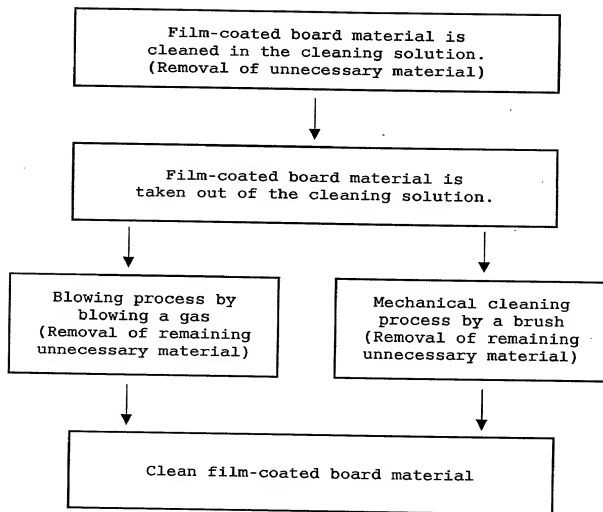 Film-coated board material is
cleaned in the cleaning solution.
(Removal of unnecessary material)
Film-coated board material is
taken out of the cleaning solution.
Blowing process by
blowing a gas
(Removal of remaining
unnecessary material)
Mechanical cleaning
process by a brush
(Removal of remaining
unnecessary material)
Clean film-coated board material